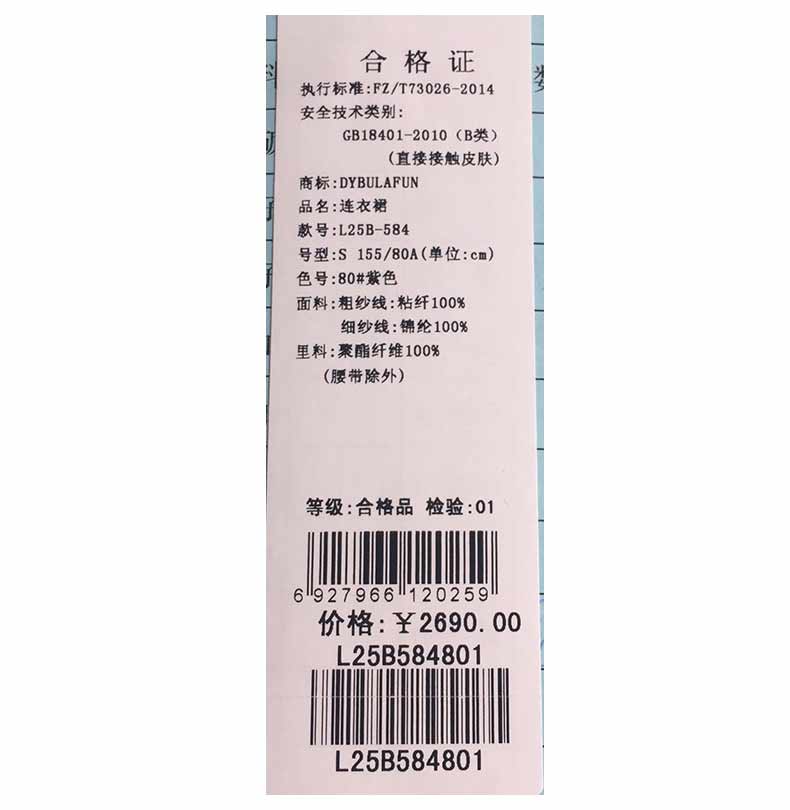 合格证
执行标准:FZ/T73026-2014
安全技术类别:
GB18401-2010（B类）
(直接接触皮肤)
商标:DYBULAFUN
品名:连衣裙
款号:L25B-584
号型:S 155/80A(单位:cm)
色号:80#紫色
面料:粗纱线:粘纤100%
细纱线:锦纶100%
里料:聚酯纤维100%
(腰带除外)
等级:合格品 检验:01
6 927966 120259
价格:￥2690.00
L25B584801
L25B584801